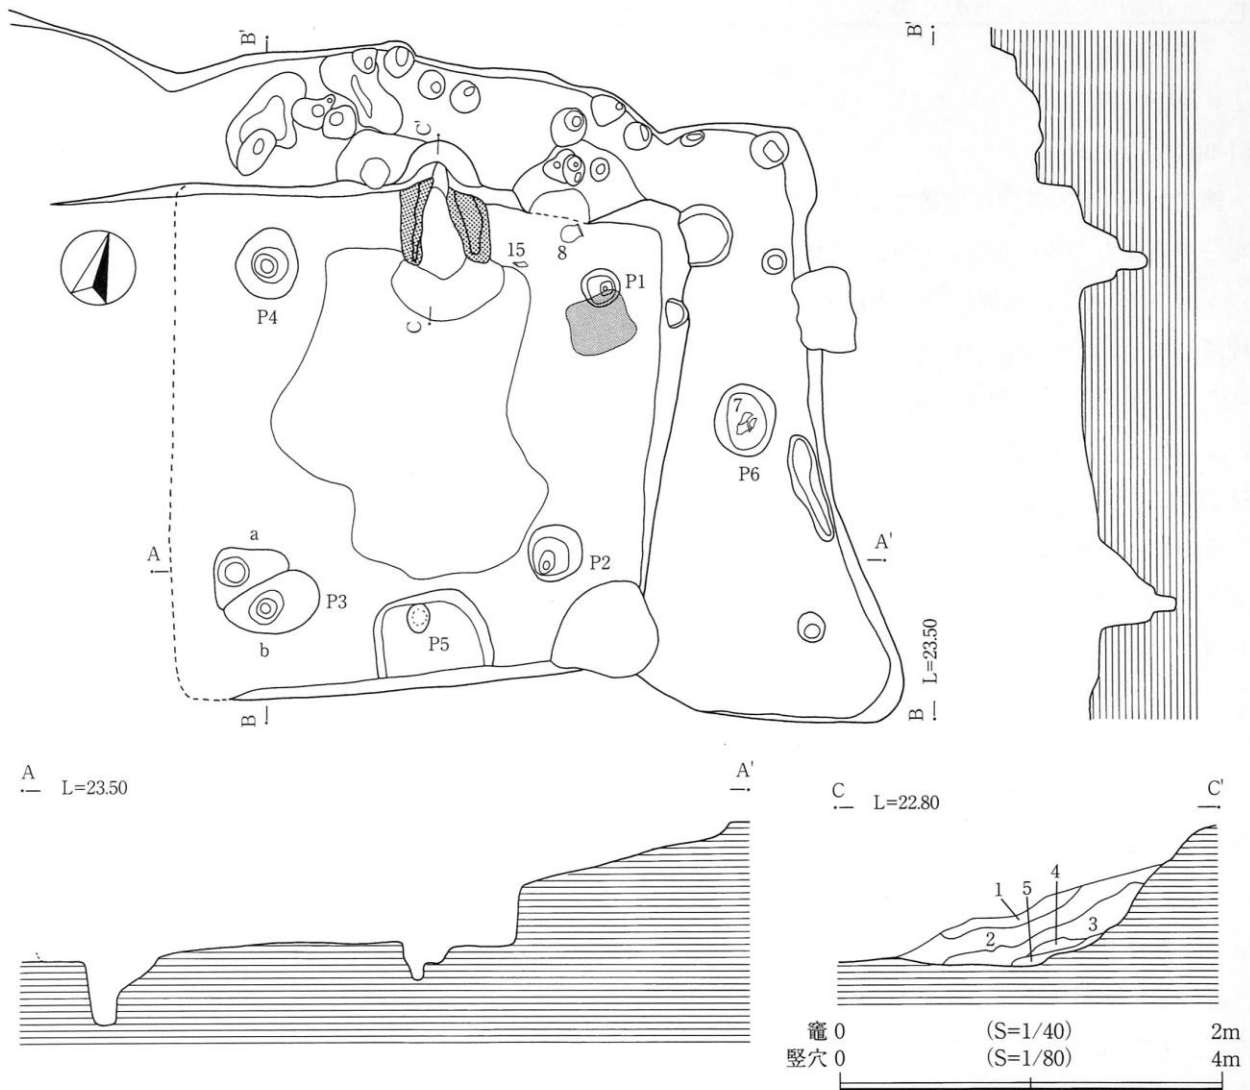 B'
B'
C'
15
8
P1
P4
C
7
P6
a
A
A'
P2
P3
P5
b
B
B
L=23.50
A
L=23.50
A'
C
L=22.80
C'
1
5
4
2
3
竈 0 (S=1/40) 2m
竪穴 0 (S=1/80) 4m